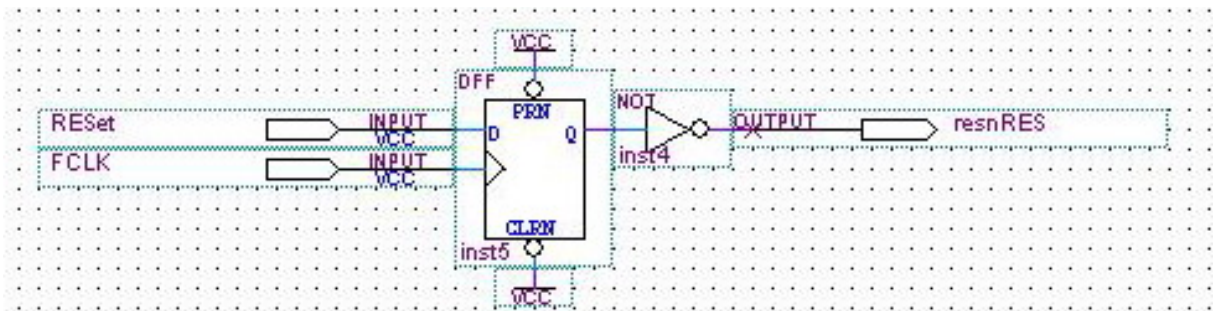 VCC
DFF
PRN
NOT
RESet INPUT VCC D Q OUTPUT resnRES
FCLK INPUT VCC
inst4
CLRN
inst5
VCC